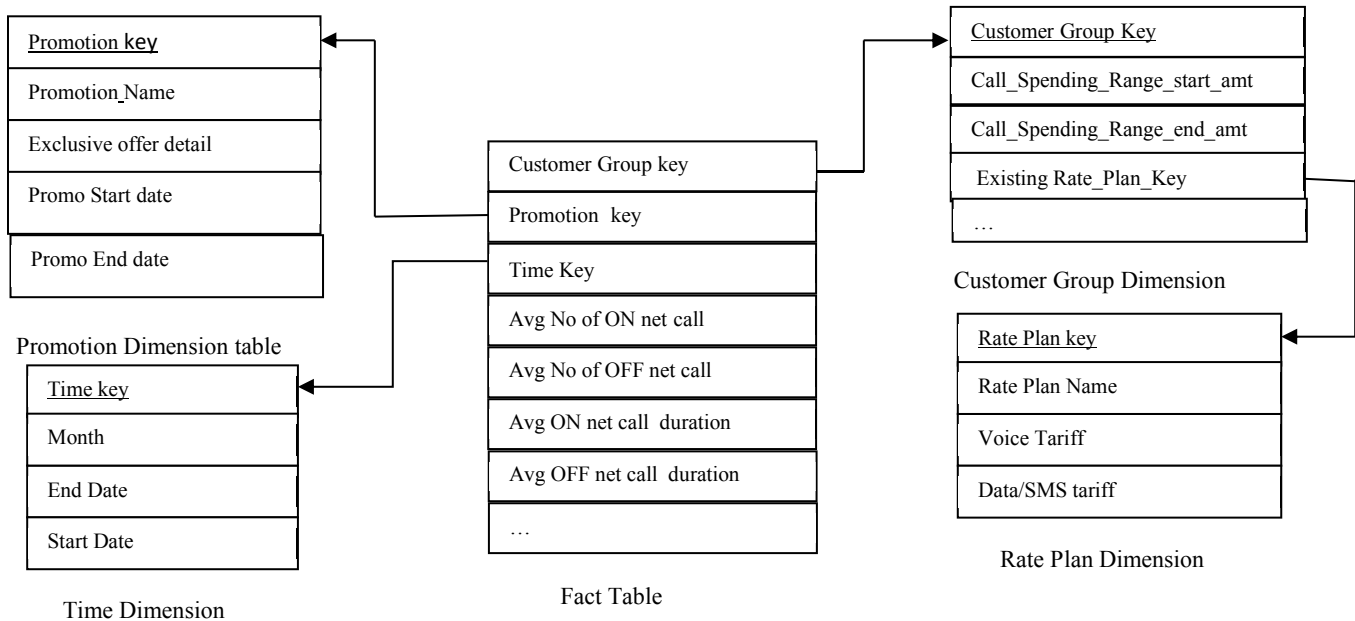 Promotion key
Promotion_Name
Exclusive offer detail
Promo Start date
Promo End date
Promotion Dimension table
Time key
Month
End Date
Start Date
Time Dimension
Customer Group key
Promotion key
Time Key
Avg No of ON net call
Avg No of OFF net call
Avg ON net call duration
Avg OFF net call duration
…
Fact Table
Customer Group Key
Call_Spending_Range_start_amt
Call_Spending_Range_end_amt
Existing Rate_Plan_Key
…
Customer Group Dimension
Rate Plan key
Rate Plan Name
Voice Tariff
Data/SMS tariff
Rate Plan Dimension